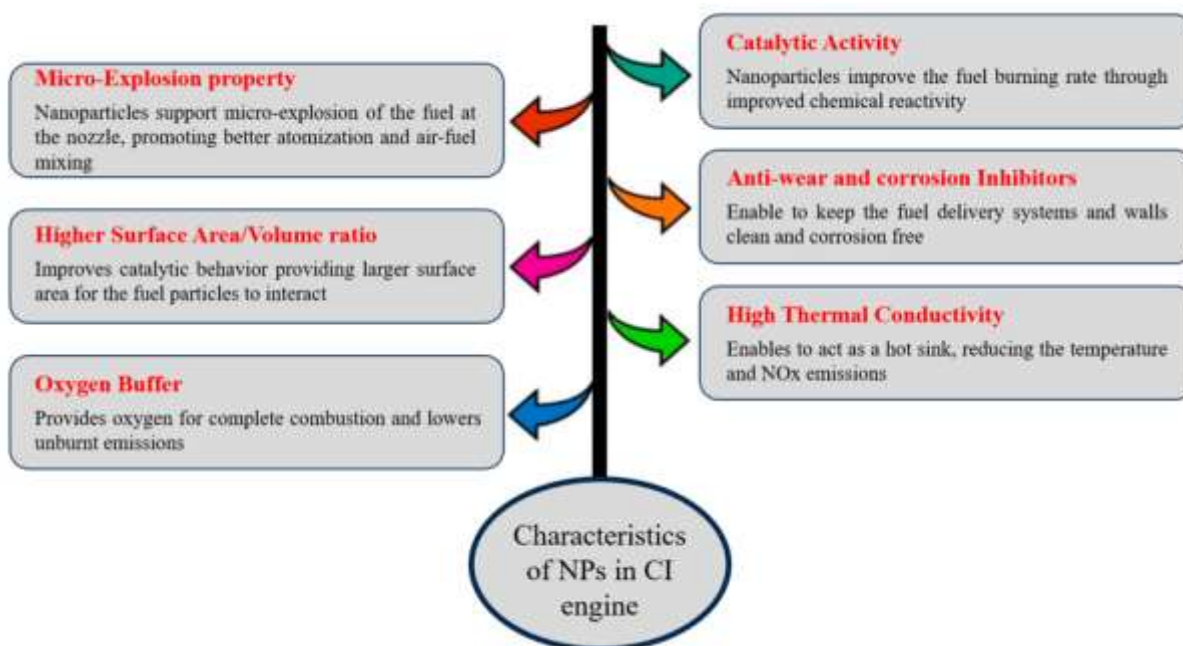 Micro-Explosion property
Nanoparticles support micro-explosion of the fuel at
the nozzle, promoting better atomization and air-fuel
mixing
Higher Surface Area/Volume ratio
Improves catalytic behavior providing larger surface
area for the fuel particles to interact
Oxygen Buffer
Provides oxygen for complete combustion and lowers
unburnt emissions
Catalytic Activity
Nanoparticles improve the fuel burning rate through
improved chemical reactivity
Anti-wear and corrosion Inhibitors
Enable to keep the fuel delivery systems and walls
clean and corrosion free
High Thermal Conductivity
Enables to act as a hot sink, reducing the temperature
and NOx emissions
Characteristics
of NPs in CI
engine